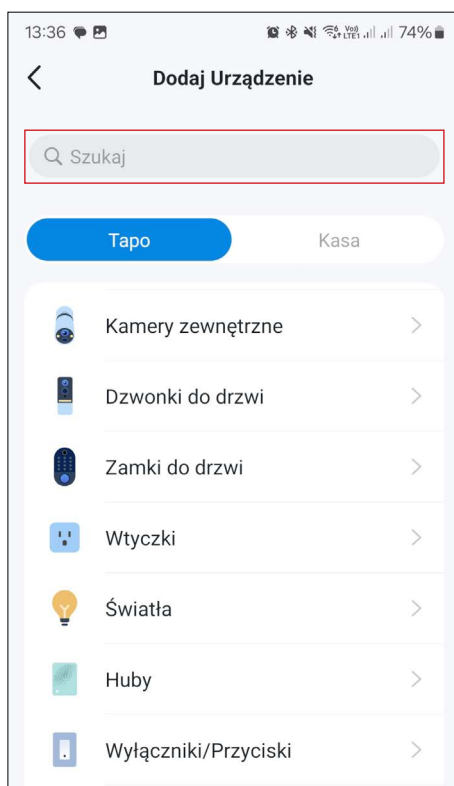 13:36 74%
Dodaj Urządzenie
Szukaj
Tapo Kasa
Kamery zewnętrzne
Dzwonki do drzwi
Zamki do drzwi
Wtyczki
Światła
Huby
Wyłączniki/Przyciski